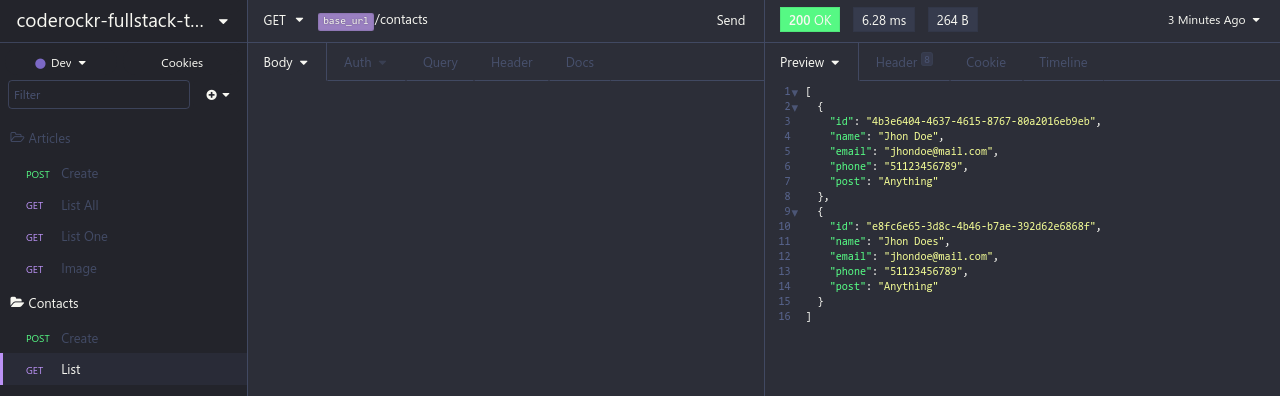 coderockr-fullstack-t...
GET base_url/contacts Send
200 OK 6.28 ms 264 B 3 Minutes Ago
Dev Cookies
Body Auth Query Header Docs
Preview Header 8 Cookie Timeline
Filter
Articles
POST Create
GET List All
GET List One
GET Image
Contacts
POST Create
GET List
1 [
2 {
3 "id": "4b3e6404-4637-4615-8767-80a2016eb9eb",
4 "name": "Jhon Doe",
5 "email": "jhondoe@mail.com",
6 "phone": "51123456789",
7 "post": "Anything"
8 },
9 {
10 "id": "e8fc6e65-3d8c-4b46-b7ae-392d62e6868f",
11 "name": "Jhon Does",
12 "email": "jhondoe@mail.com",
13 "phone": "51123456789",
14 "post": "Anything"
15 }
16 ]